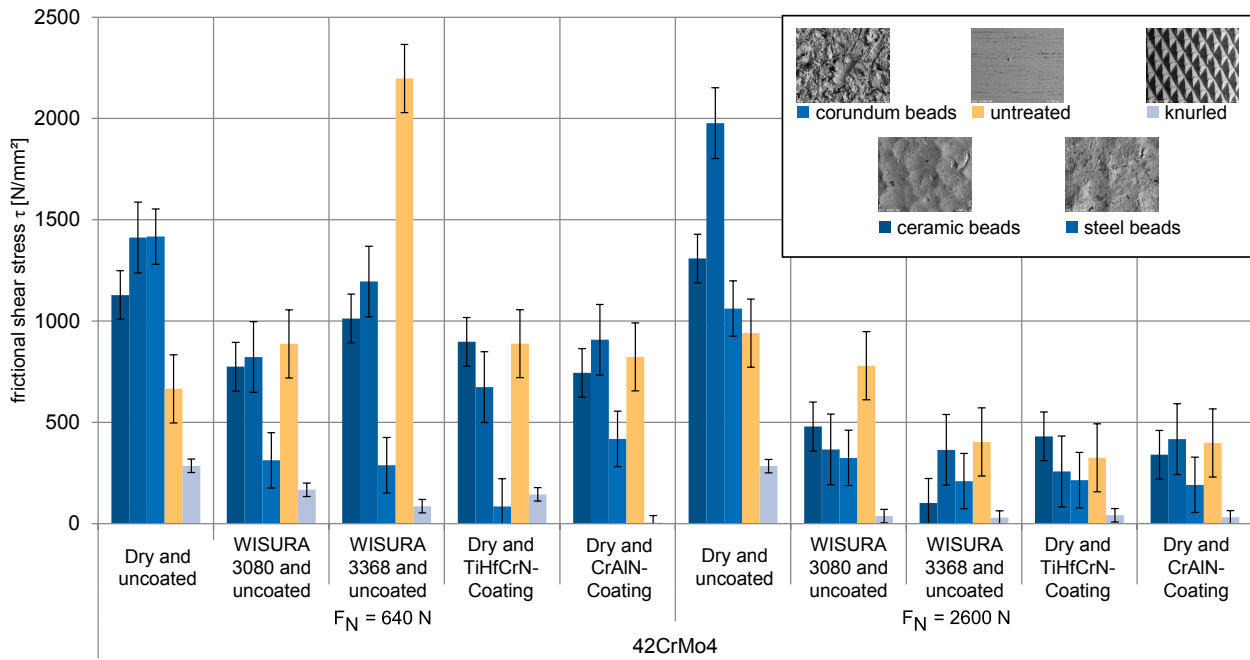 frictional shear stress τ [N/mm²]
2500
2000
1500
1000
500
0
corundum beads
untreated
knurled
ceramic beads
steel beads
Dry and
uncoated
WISURA
3080 and
uncoated
WISURA
3368 and
uncoated
Dry and
TiHfCrN-
Coating
Dry and
CrAlN-
Coating
Dry and
uncoated
WISURA
3080 and
uncoated
WISURA
3368 and
uncoated
Dry and
TiHfCrN-
Coating
Dry and
CrAlN-
Coating
F_N = 640 N
F_N = 2600 N
42CrMo4